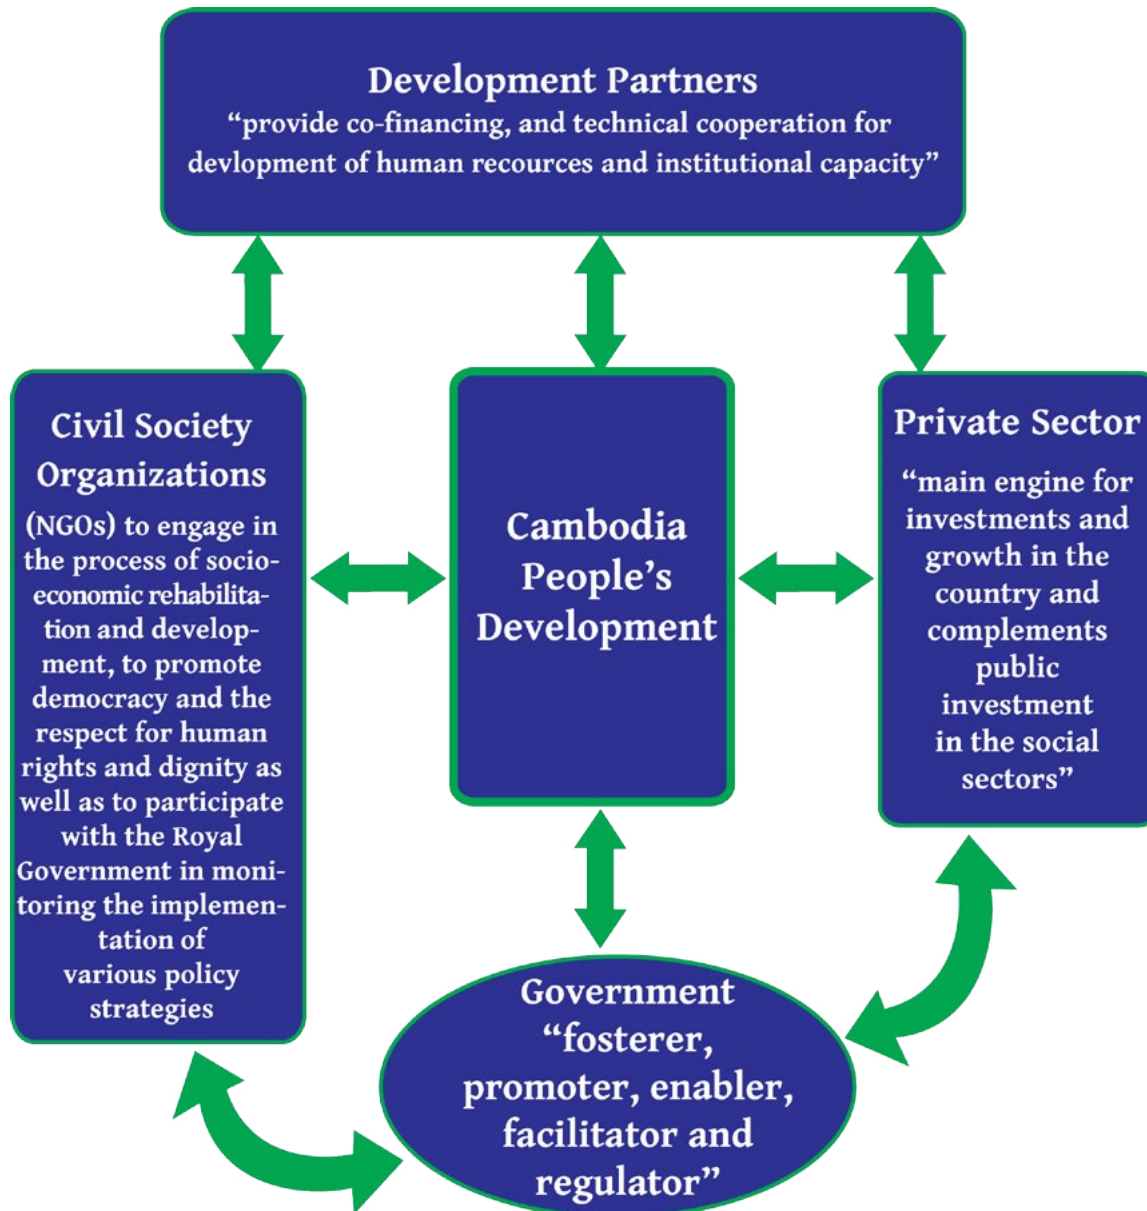 Development Partners
“provide co-financing, and technical cooperation for
devlopment of human recources and institutional capacity”
Civil Society
Organizations
(NGOs) to engage in
the process of socio-
economic rehabilita-
tion and develop-
ment, to promote
democracy and the
respect for human
rights and dignity as
well as to participate
with the Royal
Government in moni-
toring the implemen-
tation of
various policy
strategies
Cambodia
People’s
Development
Private Sector
“main engine for
investments and
growth in the
country and
complements
public
investment
in the social
sectors”
Government
“fosterer,
promoter, enabler,
facilitator and
regulator”